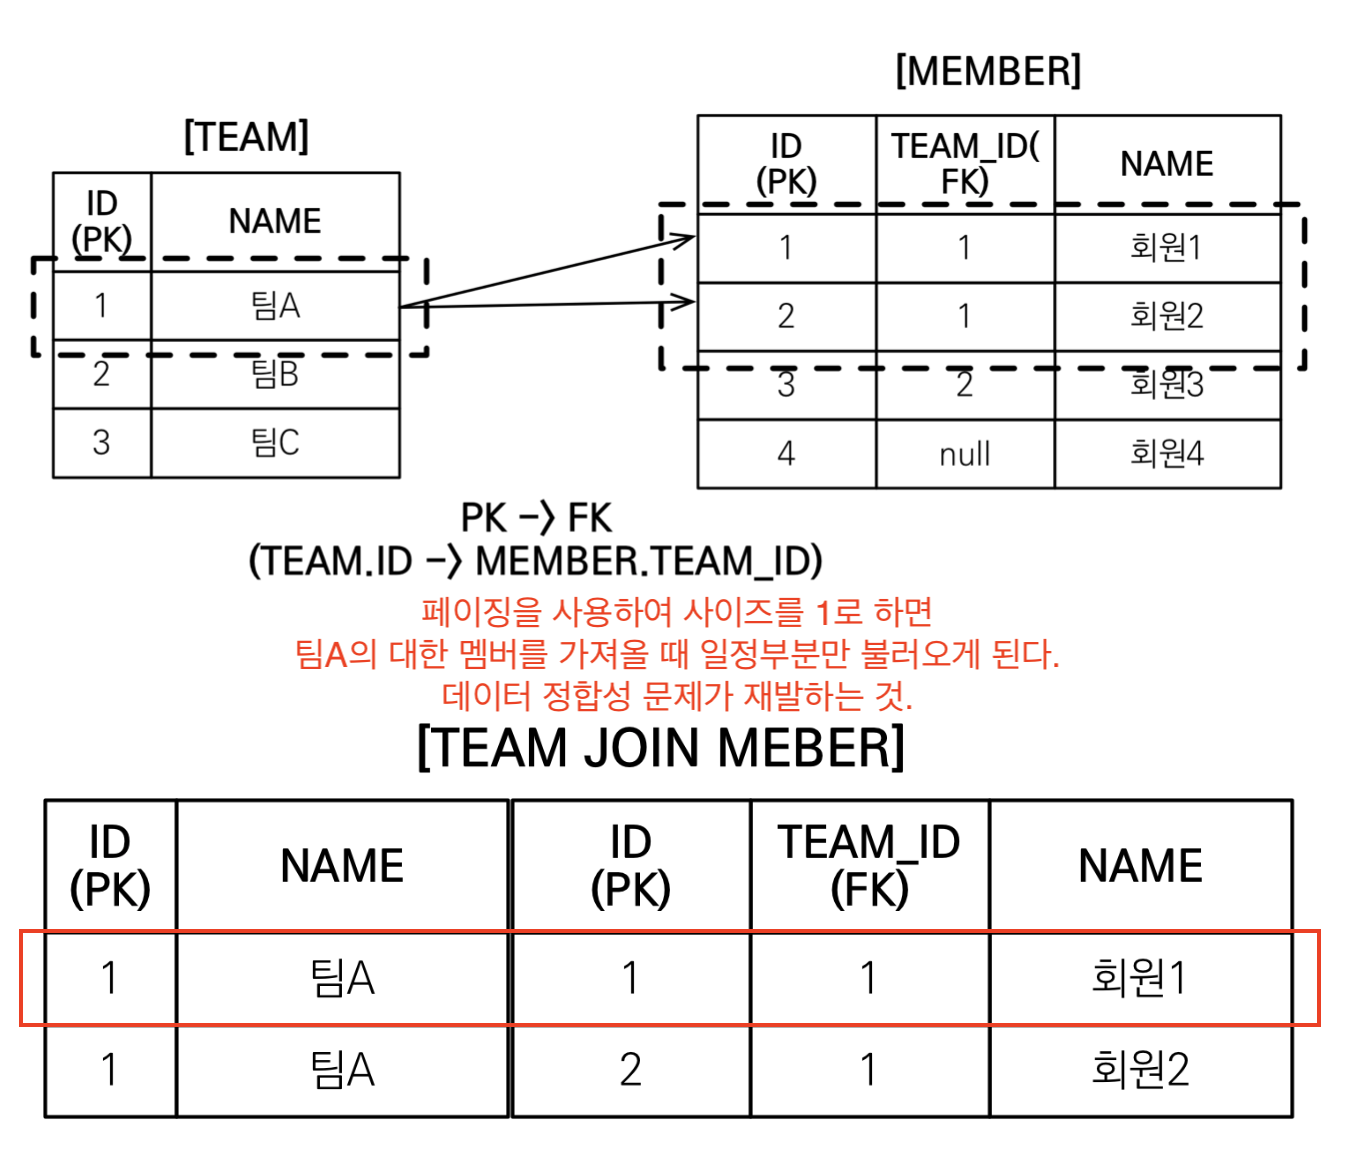 [MEMBER]
[TEAM]
ID (PK) NAME
1 팀A
2 팀B
3 팀C
ID (PK) TEAM_ID( FK) NAME
1 1 회원1
2 1 회원2
3 2 회원3
4 null 회원4
PK -> FK
(TEAM.ID -> MEMBER.TEAM_ID)
페이징을 사용하여 사이즈를 1로 하면
팀A의 대한 멤버를 가져올 때 일정부분만 불러오게 된다.
데이터 정합성 문제가 재발하는 것.
[TEAM JOIN MEBER]
ID (PK) NAME ID (PK) TEAM_ID (FK) NAME
1 팀A 1 1 회원1
1 팀A 2 1 회원2